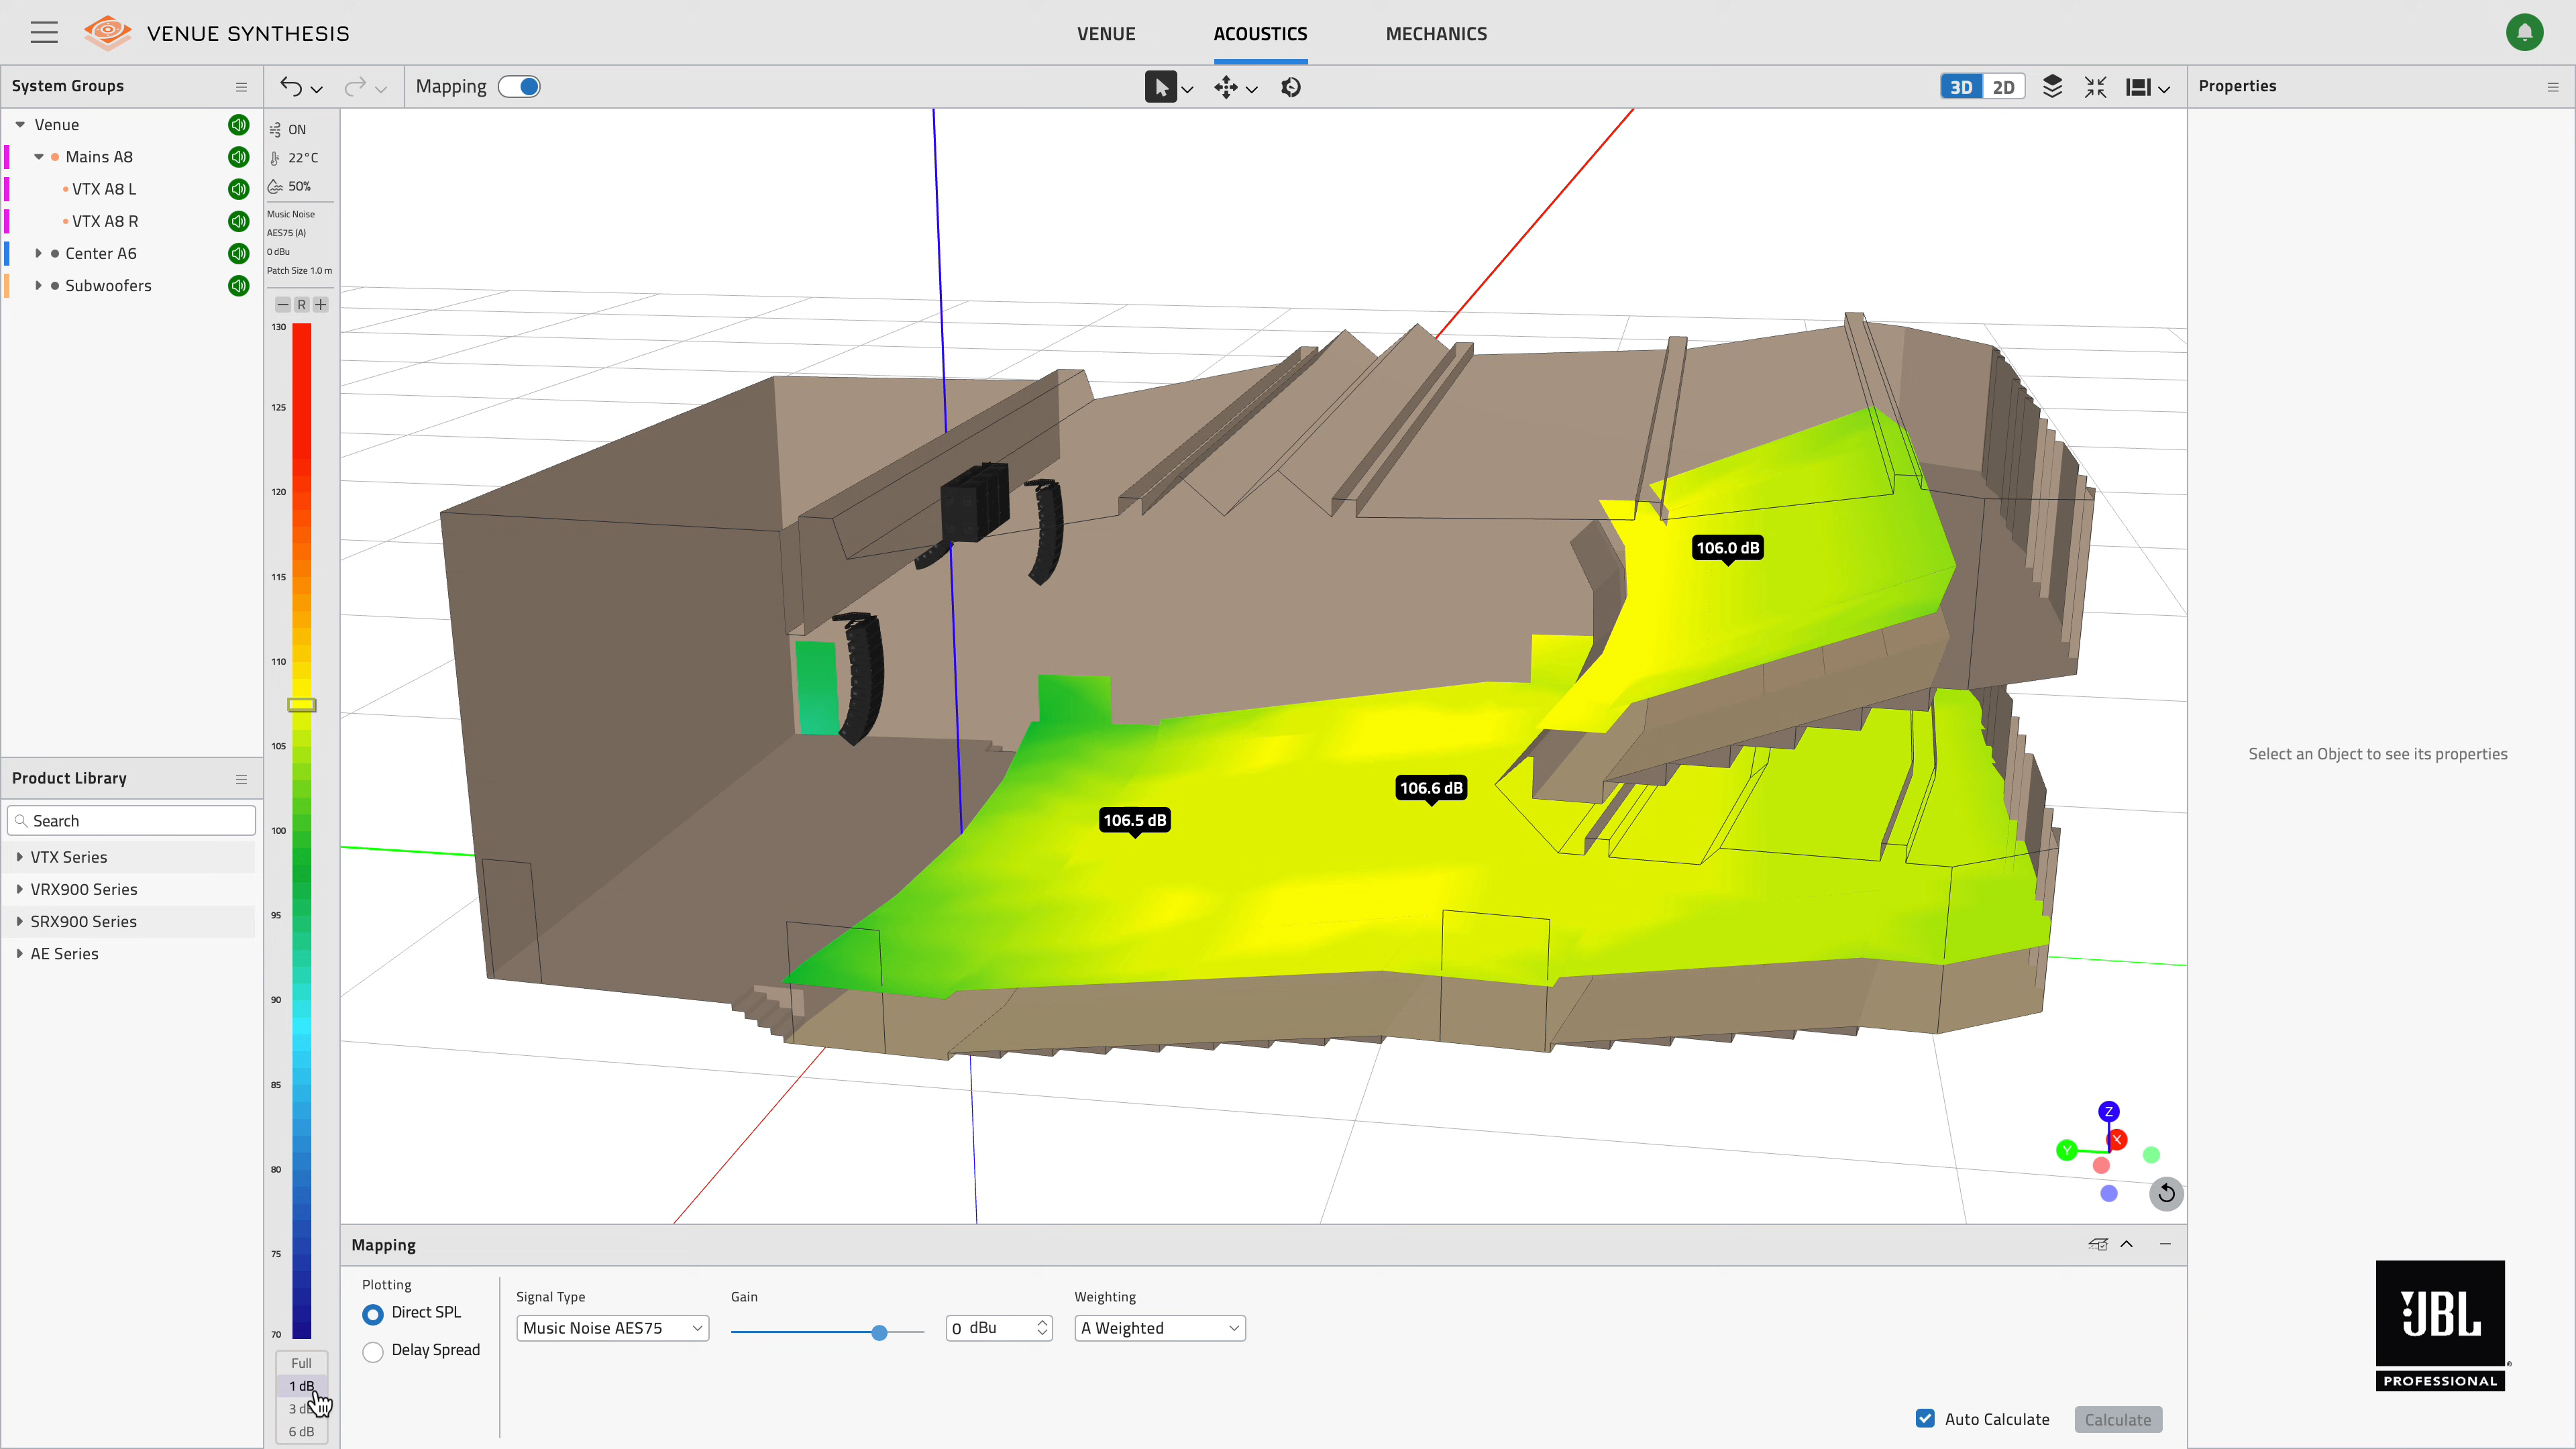 VENUE SYNTHESIS
VENUE
ACOUSTICS
MECHANICS
System Groups
Mapping
3D
2D
Properties
Venue
Mains A8
VTX A8 L
VTX A8 R
Center A6
Subwoofers
ON
22°C
50%
Music Noise
AES75 (A)
0 dBu
Patch Size 1.0 m
R
130
125
120
115
110
105
100
95
90
85
80
75
70
Full
1 dB
3 dB
6 dB
106.0 dB
106.6 dB
106.5 dB
Select an Object to see its properties
Product Library
Search
VTX Series
VRX900 Series
SRX900 Series
AE Series
Z
X
Y
Mapping
Plotting
Direct SPL
Delay Spread
Signal Type
Music Noise AES75
Gain
0 dBu
Weighting
A Weighted
Auto Calculate
Calculate
JBL
®
PROFESSIONAL